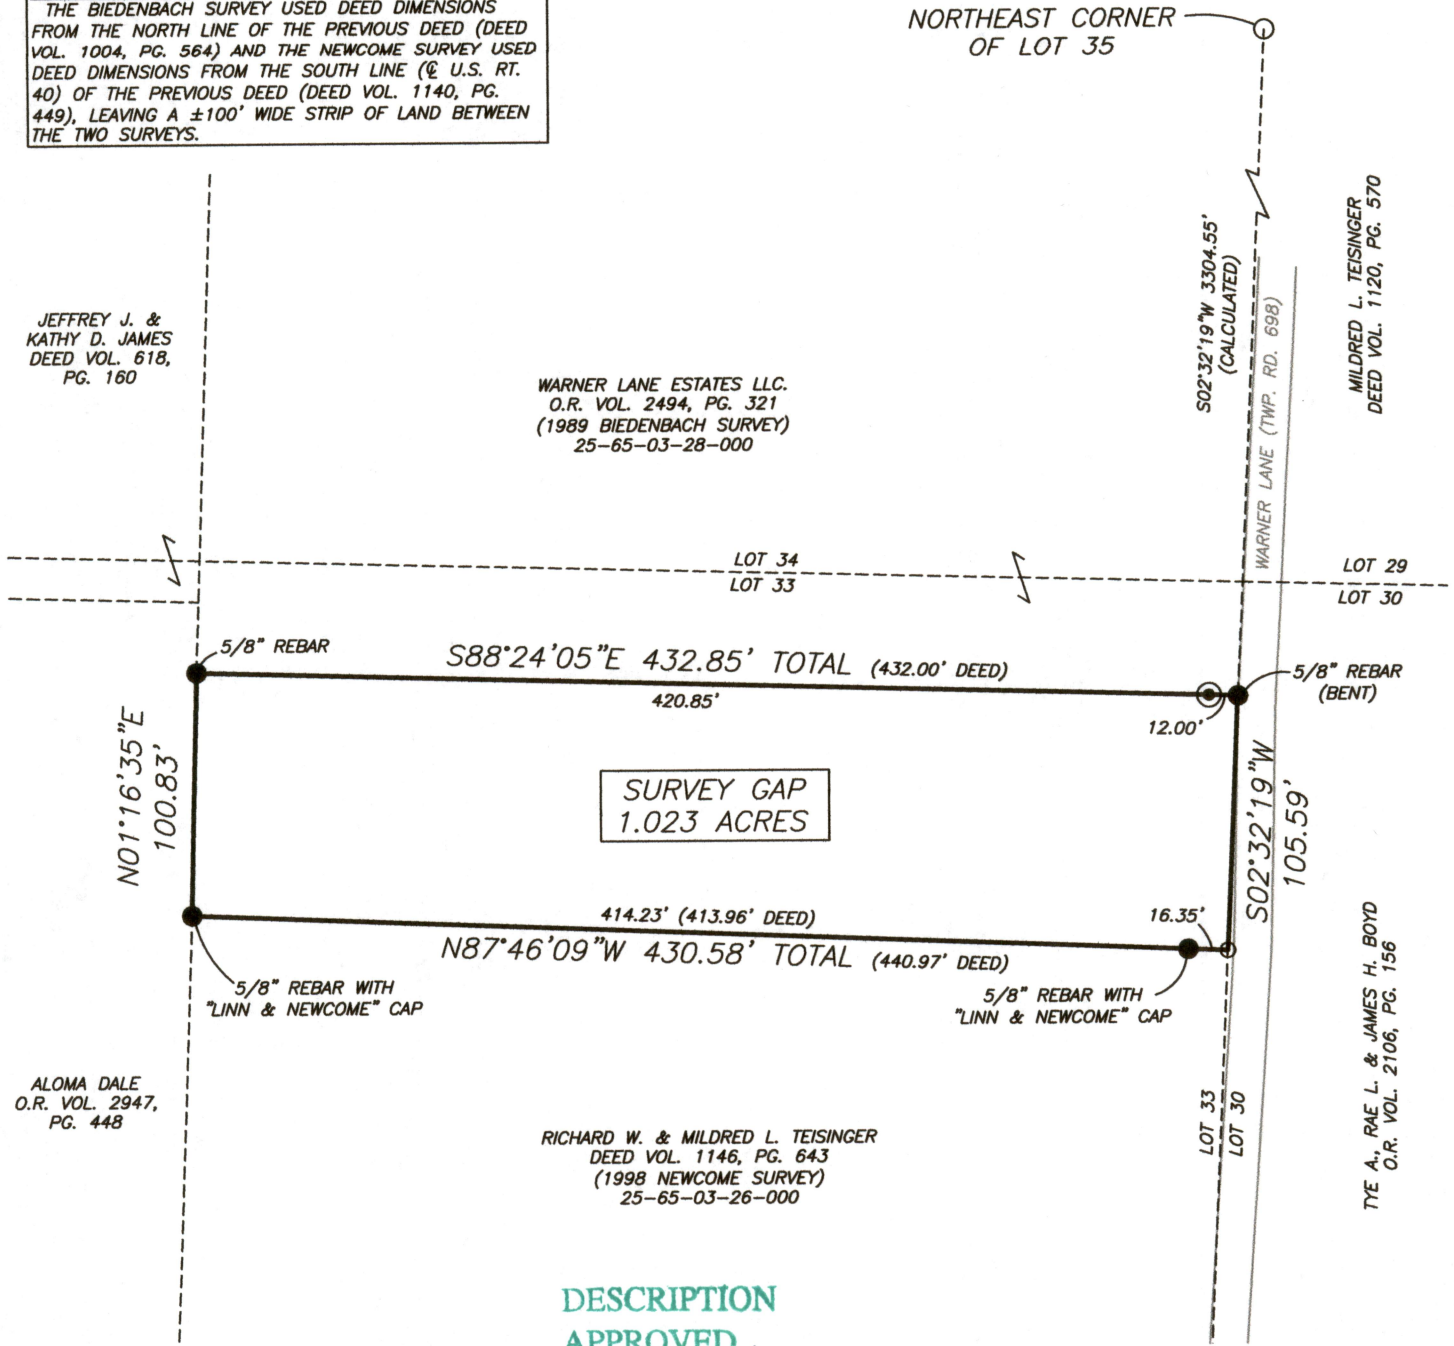 THE BIEDENBACH SURVEY USED DEED DIMENSIONS
FROM THE NORTH LINE OF THE PREVIOUS DEED (DEED
VOL. 1004, PG. 564) AND THE NEWCOME SURVEY USED
DEED DIMENSIONS FROM THE SOUTH LINE (℄ U.S. RT.
40) OF THE PREVIOUS DEED (DEED VOL. 1140, PG.
449), LEAVING A ±100' WIDE STRIP OF LAND BETWEEN
THE TWO SURVEYS.
NORTHEAST CORNER
OF LOT 35
JEFFREY J. &
KATHY D. JAMES
DEED VOL. 618,
PG. 160
WARNER LANE ESTATES LLC.
O.R. VOL. 2494, PG. 321
(1989 BIEDENBACH SURVEY)
25-65-03-28-000
S02°32'19"W 3304.55'
(CALCULATED)
WARNER LANE (TWP. RD. 698)
MILDRED L. TEISINGER
DEED VOL. 1120, PG. 570
LOT 34
LOT 33
LOT 29
LOT 30
5/8" REBAR
S88°24'05"E 432.85' TOTAL (432.00' DEED)
420.85'
12.00'
5/8" REBAR
(BENT)
N01°16'35"E
100.83'
SURVEY GAP
1.023 ACRES
S02°32'19"W
105.59'
414.23' (413.96' DEED)
16.35'
N87°46'09"W 430.58' TOTAL (440.97' DEED)
5/8" REBAR WITH
"LINN & NEWCOME" CAP
5/8" REBAR WITH
"LINN & NEWCOME" CAP
ALOMA DALE
O.R. VOL. 2947,
PG. 448
RICHARD W. & MILDRED L. TEISINGER
DEED VOL. 1146, PG. 643
(1998 NEWCOME SURVEY)
25-65-03-26-000
LOT 33
LOT 30
TYE A., RAE L. & JAMES H. BOYD
O.R. VOL. 2106, PG. 156
DESCRIPTION
APPROVED